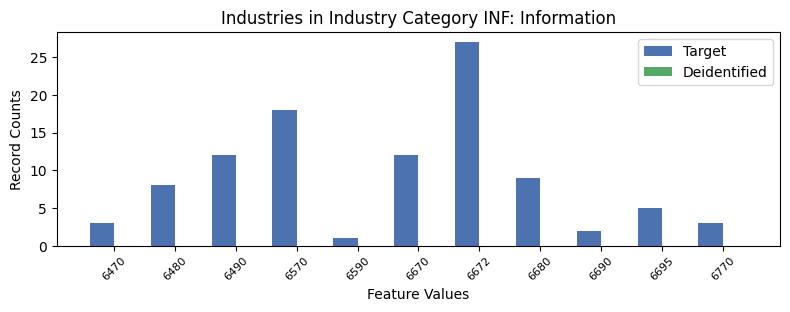 Industries in Industry Category INF: Information
Target
Deidentified
Record Counts
25
20
15
10
5
0
6470 6480 6490 6570 6590 6670 6672 6680 6690 6695 6770
Feature Values